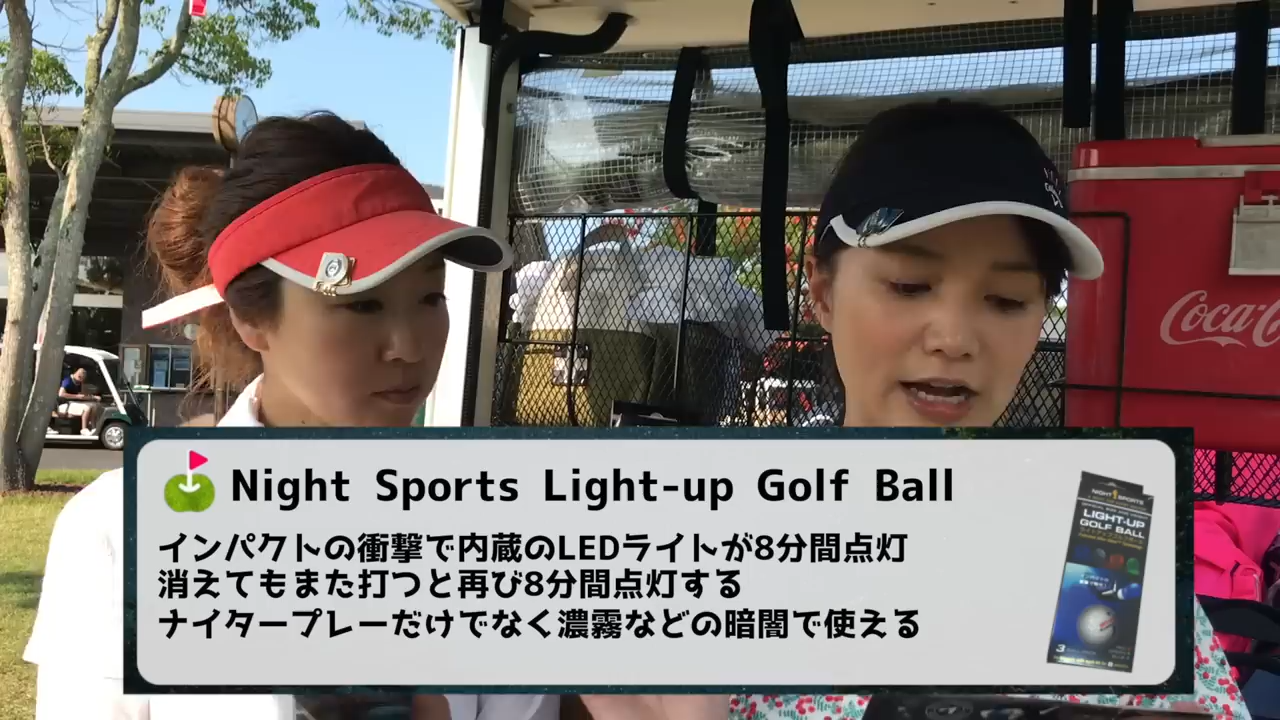 Coca-C
Night Sports Light-up Golf Ball
インパクトの衝撃で内蔵のLEDライトが8分間点灯
消えてもまた打つと再び8分間点灯する
ナイタープレーだけでなく濃霧などの暗闇で使える
NIGHT SPORTS
LIGHT-UP
GOLF BALL
3